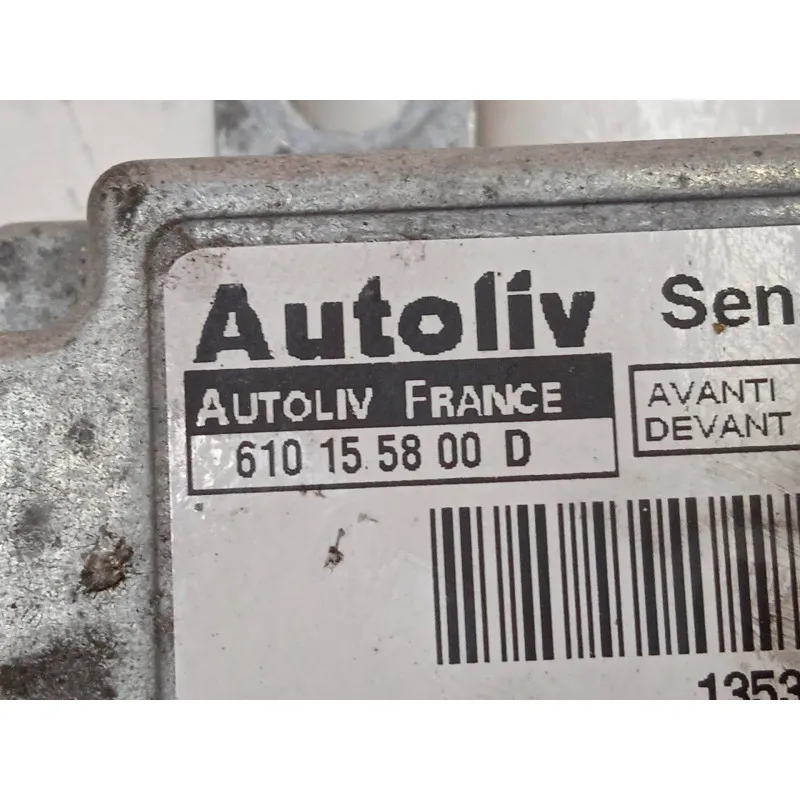 Autoliv Sen
AUTOLIV FRANCE
610 15 58 00 D
AVANTI
DEVANT
1353